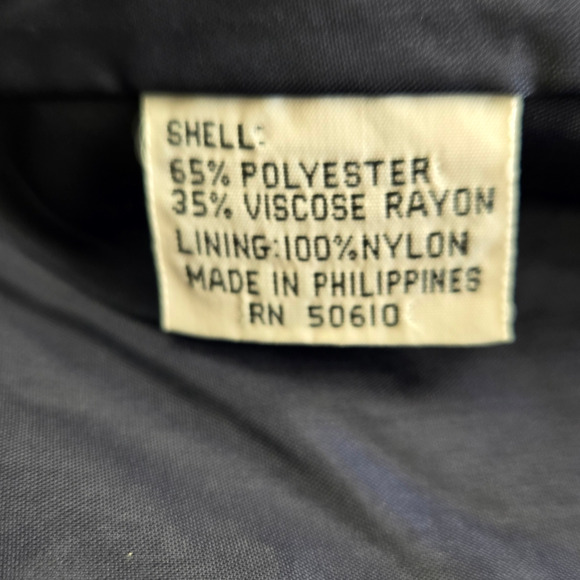 SHELL:
65% POLYESTER
35% VISCOSE RAYON
LINING:100%NYLON
MADE IN PHILIPPINES
RN 50610